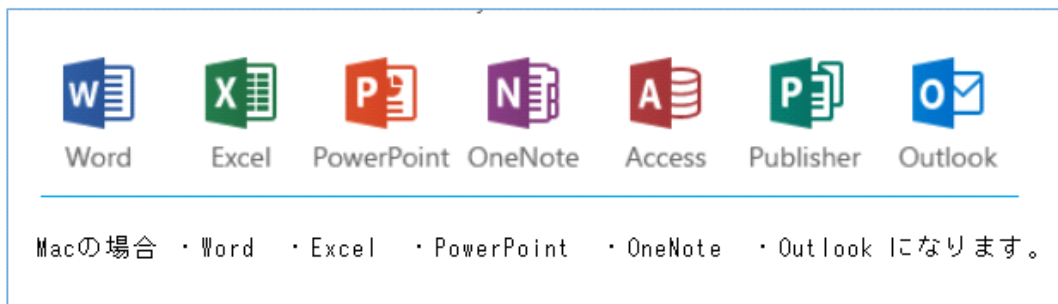 Word Excel PowerPoint OneNote Access Publisher Outlook
Macの場合 ・Word ・Excel ・PowerPoint ・OneNote ・Outlook になります。